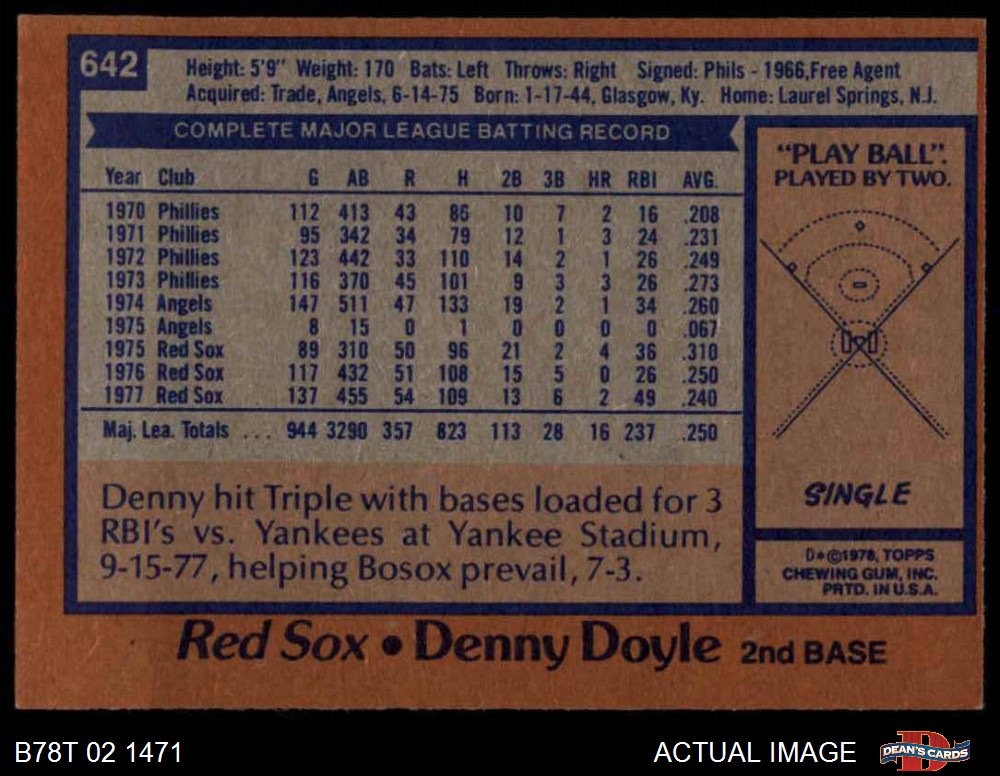 642
Height: 5'9" Weight: 170 Bats: Left Throws: Right Signed: Phils - 1966,Free Agent
Acquired: Trade, Angels, 6-14-75 Born: 1-17-44, Glasgow, Ky. Home: Laurel Springs, N.J.
COMPLETE MAJOR LEAGUE BATTING RECORD
Year Club G AB R H 2B 3B HR RBI AVG.
1970 Phillies 112 413 43 86 10 7 2 16 .208
1971 Phillies 95 342 34 79 12 1 3 24 .231
1972 Phillies 123 442 33 110 14 2 1 26 .249
1973 Phillies 116 370 45 101 9 3 3 26 .273
1974 Angels 147 511 47 133 19 2 1 34 .260
1975 Angels 8 15 0 1 0 0 0 0 .067
1975 Red Sox 89 310 50 96 21 2 4 36 .310
1976 Red Sox 117 432 51 108 15 5 0 26 .250
1977 Red Sox 137 455 54 109 13 6 2 49 .240
Maj. Lea. Totals ... 944 3290 357 823 113 28 16 237 .250
Denny hit Triple with bases loaded for 3
RBI's vs. Yankees at Yankee Stadium,
9-15-77, helping Bosox prevail, 7-3.
"PLAY BALL".
PLAYED BY TWO.
SINGLE
D*©1978, TOPPS
CHEWING GUM, INC.
PRTD. IN U.S.A.
Red Sox • Denny Doyle 2nd BASE
B78T 02 1471
ACTUAL IMAGE
D
DEAN'S CARDS